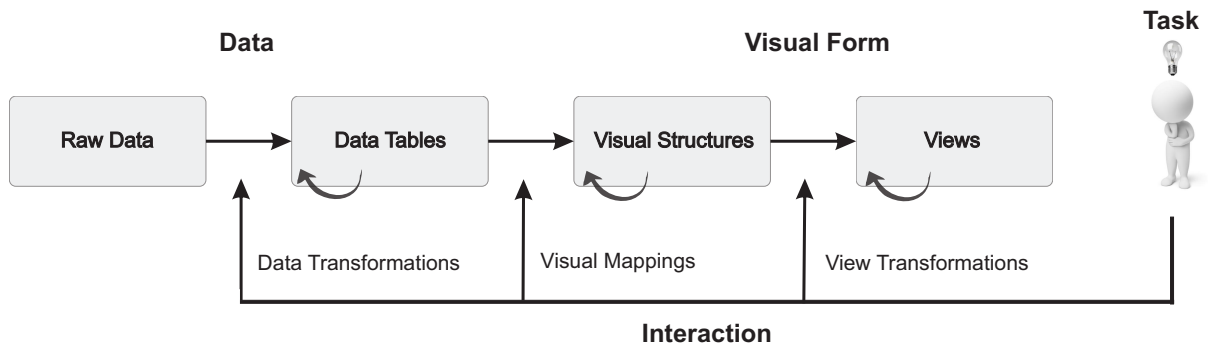 Task
Data
Visual Form
Raw Data
Data Tables
Visual Structures
Views
Data Transformations
Visual Mappings
View Transformations
Interaction